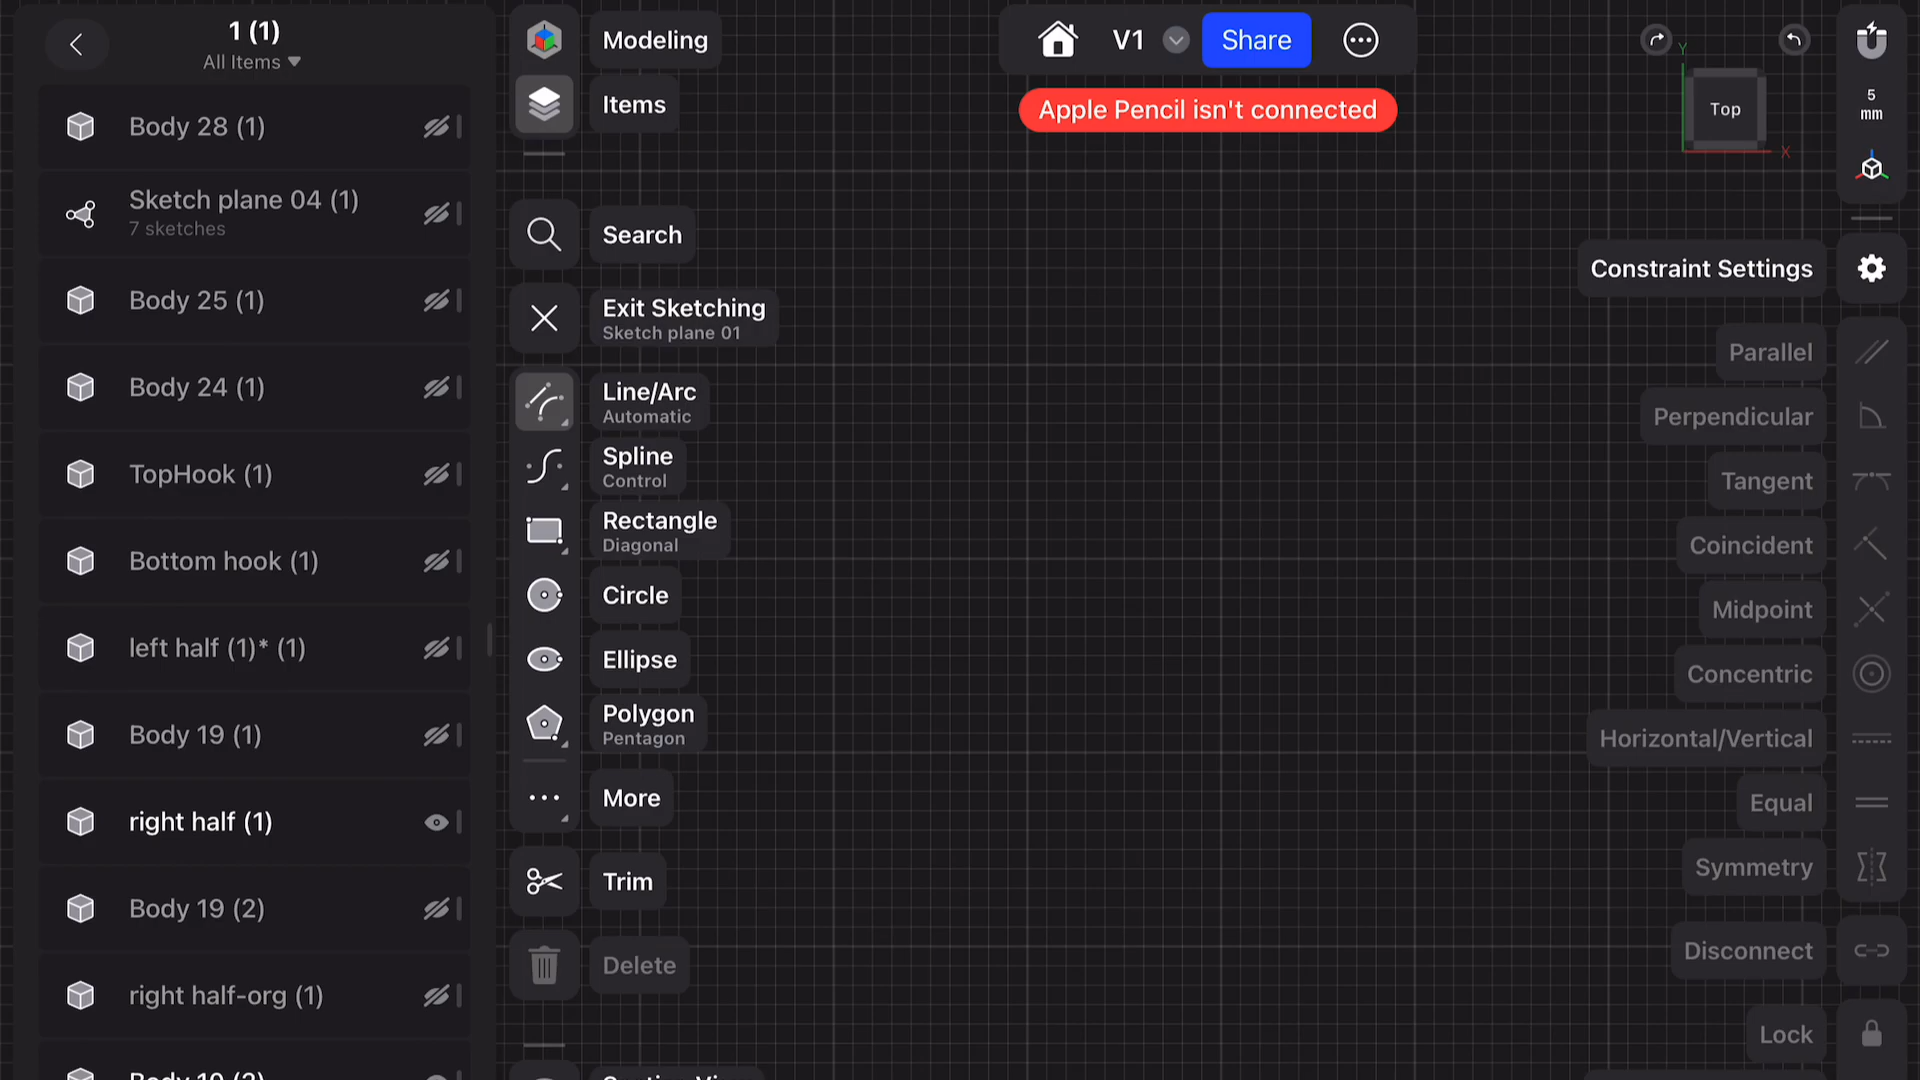 1 (1)
All Items
Body 28 (1)
Sketch plane 04 (1)
7 sketches
Body 25 (1)
Body 24 (1)
TopHook (1)
Bottom hook (1)
left half (1)* (1)
Body 19 (1)
right half (1)
Body 19 (2)
right half-org (1)
Modeling
Items
Search
Exit Sketching
Sketch plane 01
Line/Arc
Automatic
Spline
Control
Rectangle
Diagonal
Circle
Ellipse
Polygon
Pentagon
More
Trim
Delete
V1
Share
Apple Pencil isn't connected
Y
Top
X
5
mm
Constraint Settings
Parallel
Perpendicular
Tangent
Coincident
Midpoint
Concentric
Horizontal/Vertical
Equal
Symmetry
Disconnect
Lock